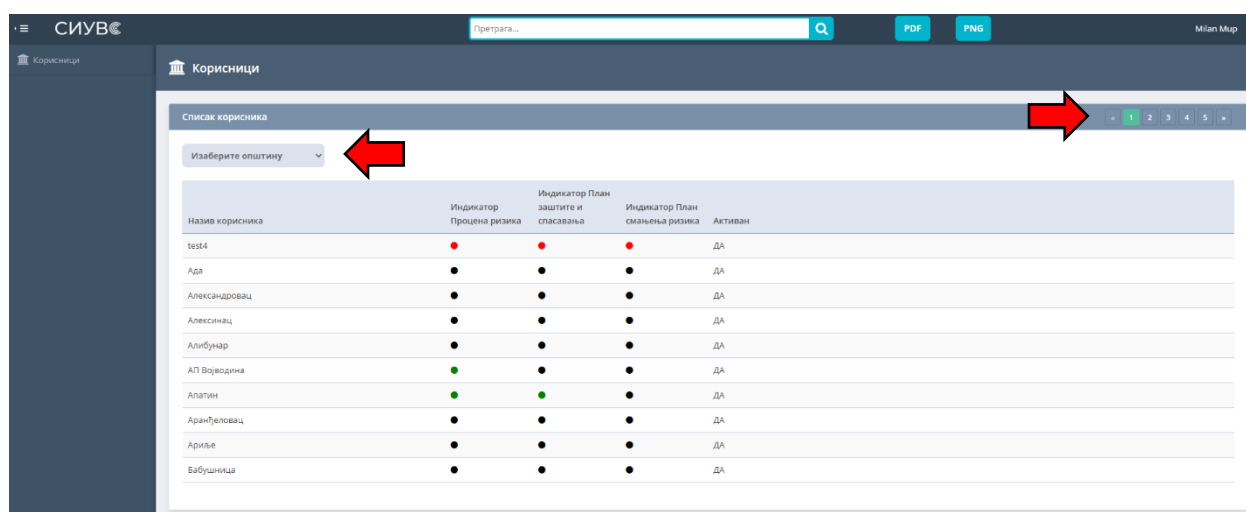 СИУВС
Претрага...
PDF
PNG
Milan Mup
Корисници
Корисници
Списак корисника
« 1 2 3 4 5 »
Изаберите општину
Назив корисника
Индикатор
Процена ризика
Индикатор План
заштите и
спасавања
Индикатор План
смањења ризика
Активан
test4 ДА
Ада ДА
Александровац ДА
Алексинац ДА
Алибунар ДА
АП Војводина ДА
Апатин ДА
Аранђеловац ДА
Ариље ДА
Бабушница ДА